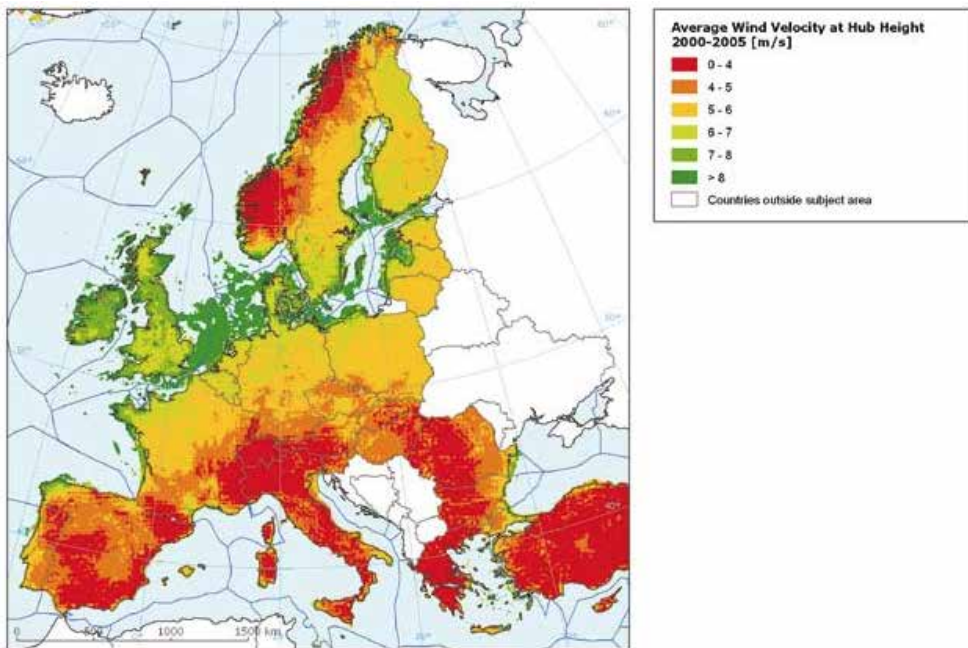 Average Wind Velocity at Hub Height
2000-2005 [m/s]
0 - 4
4 - 5
5 - 6
6 - 7
7 - 8
> 8
Countries outside subject area
0 500 1000 1500 km